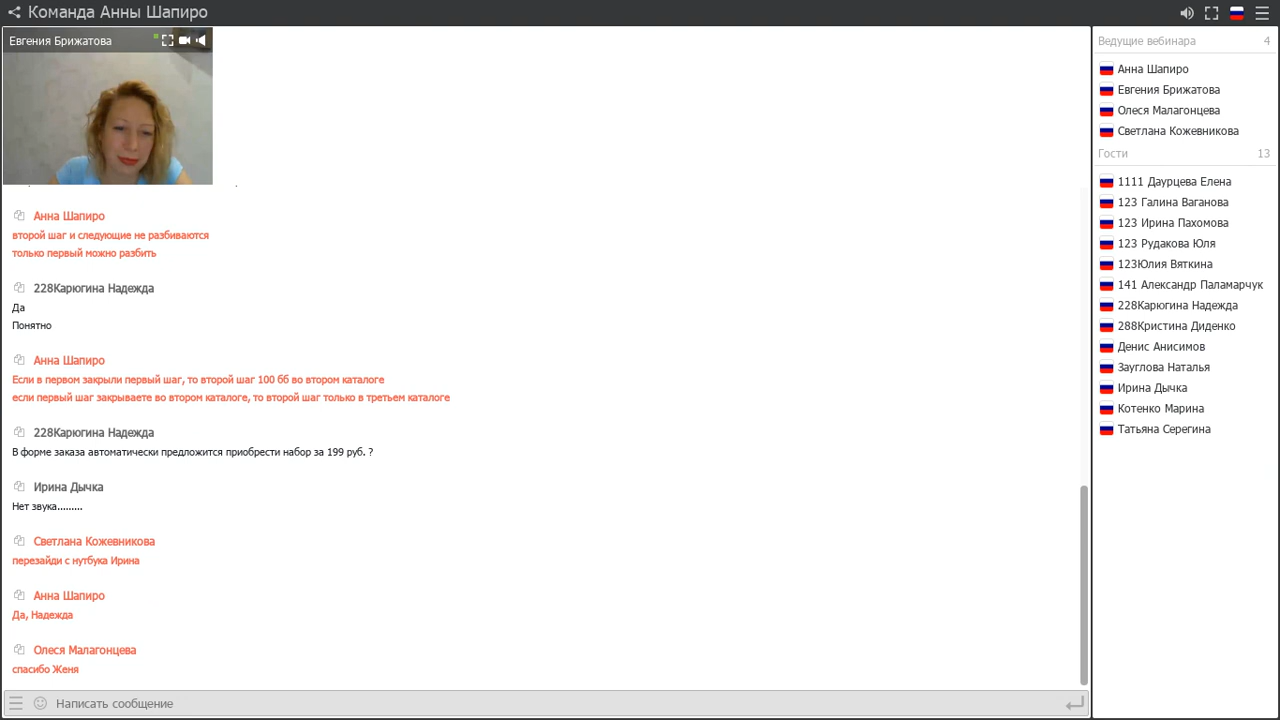 Команда Анны Шапиро
Евгения Брижатова
Анна Шапиро
второй шаг и следующие не разбиваются
только первый можно разбить
228Карюгина Надежда
Да
Понятно
Анна Шапиро
Если в первом закрыли первый шаг, то второй шаг 100 бб во втором каталоге
если первый шаг закрываете во втором каталоге, то второй шаг только в третьем каталоге
228Карюгина Надежда
В форме заказа автоматически предложится приобрести набор за 199 руб. ?
Ирина Дычка
Нет звука.........
Светлана Кожевникова
перезайди с нутбука Ирина
Анна Шапиро
Да, Надежда
Олеся Малагонцева
спасибо Женя
Написать сообщение
Ведущие вебинара 4
Анна Шапиро
Евгения Брижатова
Олеся Малагонцева
Светлана Кожевникова
Гости 13
1111 Даурцева Елена
123 Галина Ваганова
123 Ирина Пахомова
123 Рудакова Юля
123Юлия Вяткина
141 Александр Паламарчук
228Карюгина Надежда
288Кристина Диденко
Денис Анисимов
Зауглова Наталья
Ирина Дычка
Котенко Марина
Татьяна Серегина